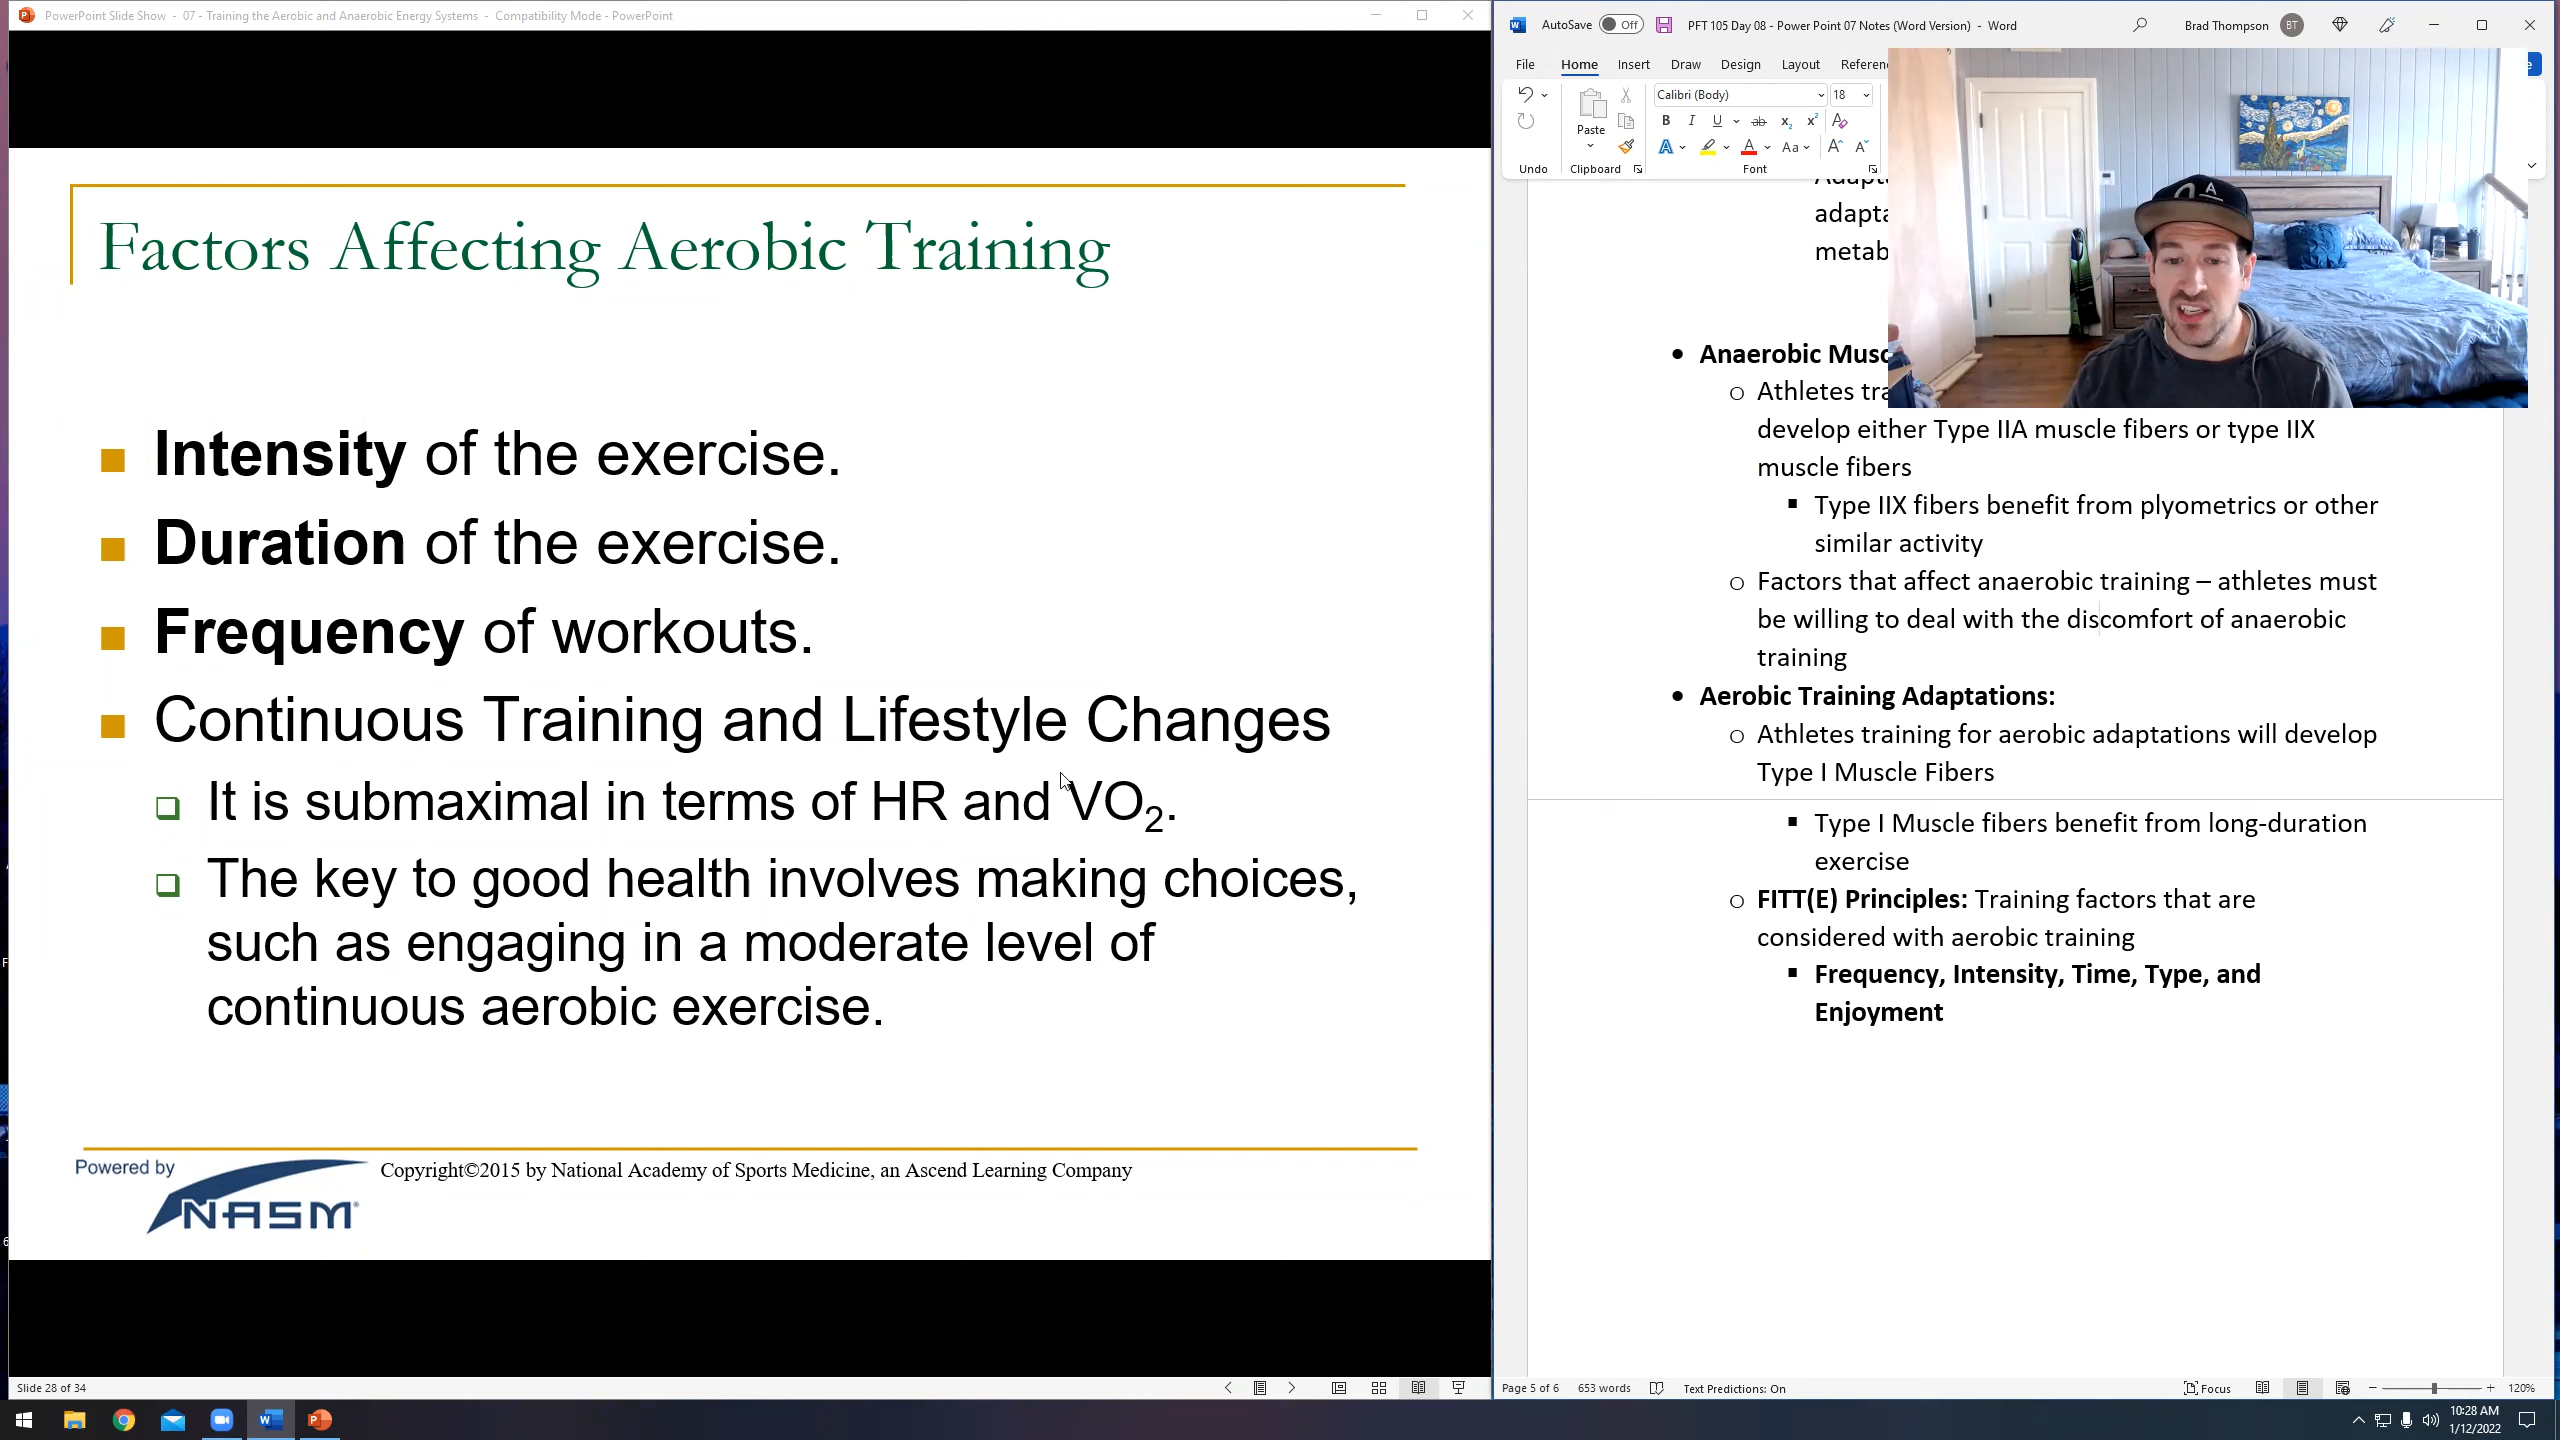 PowerPoint Slide Show - 07 - Training the Aerobic and Anaerobic Energy Systems - Compatibility Mode - PowerPoint
Factors Affecting Aerobic Training
Intensity of the exercise.
Duration of the exercise.
Frequency of workouts.
Continuous Training and Lifestyle Changes
It is submaximal in terms of HR and VO2.
The key to good health involves making choices,
such as engaging in a moderate level of
continuous aerobic exercise.
Powered by
NASM
Copyright©2015 by National Academy of Sports Medicine, an Ascend Learning Company
Slide 28 of 34
AutoSave Off PFT 105 Day 08 - Power Point 07 Notes (Word Version) - Word Brad Thompson BT
File Home Insert Draw Design Layout Referenc
Calibri (Body) 18
Paste
B I U ab x2 x2 A
A A Aa A A
Undo Clipboard Font
adapta
metab
Anaerobic Musc
Athletes tra
develop either Type IIA muscle fibers or type IIX
muscle fibers
Type IIX fibers benefit from plyometrics or other
similar activity
Factors that affect anaerobic training – athletes must
be willing to deal with the discomfort of anaerobic
training
Aerobic Training Adaptations:
Athletes training for aerobic adaptations will develop
Type I Muscle Fibers
Type I Muscle fibers benefit from long-duration
exercise
FITT(E) Principles: Training factors that are
considered with aerobic training
Frequency, Intensity, Time, Type, and
Enjoyment
Page 5 of 6 653 words Text Predictions: On Focus 120%
10:28 AM
1/12/2022